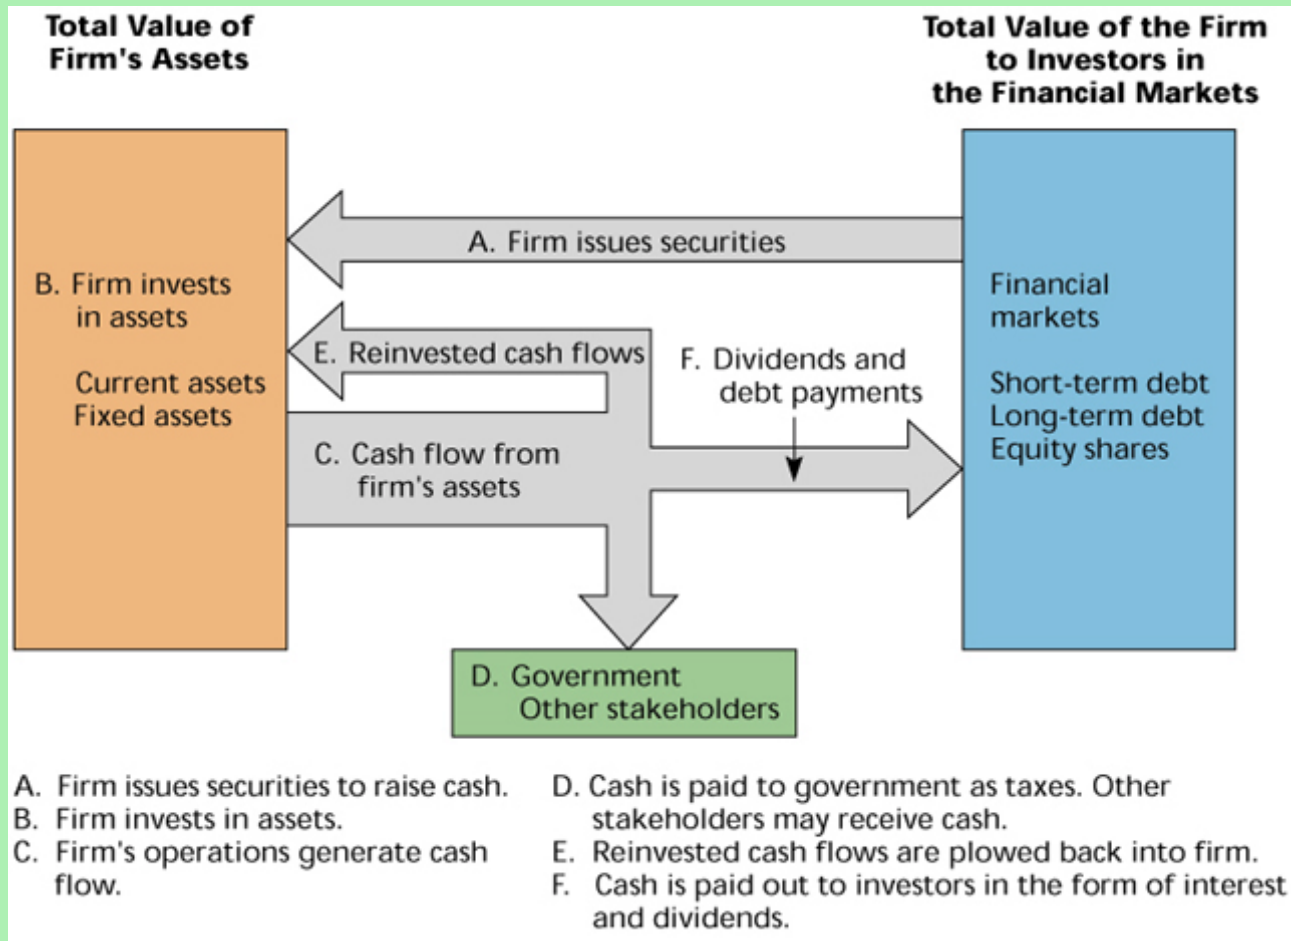 Total Value of
Firm's Assets
Total Value of the Firm
to Investors in
the Financial Markets
A. Firm issues securities
B. Firm invests
in assets
Current assets
Fixed assets
E. Reinvested cash flows
C. Cash flow from
firm's assets
F. Dividends and
debt payments
Financial
markets
Short-term debt
Long-term debt
Equity shares
D. Government
Other stakeholders
A. Firm issues securities to raise cash.
B. Firm invests in assets.
C. Firm's operations generate cash
flow.
D. Cash is paid to government as taxes. Other
stakeholders may receive cash.
E. Reinvested cash flows are plowed back into firm.
F. Cash is paid out to investors in the form of interest
and dividends.